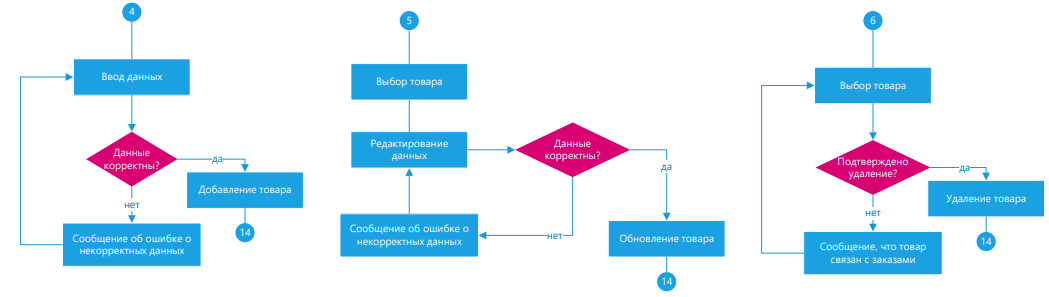 4
Ввод данных
Данные
корректны?
да
Добавление товара
нет
14
Сообщение об ошибке о
некорректных данных
5
Выбор товара
Редактирование
данных
Данные
корректны?
да
Сообщение об ошибке о
некорректных данных
нет
Обновление товара
14
6
Выбор товара
Подтверждено
удаление?
да
Удаление товара
нет
14
Сообщение, что товар
связан с заказами